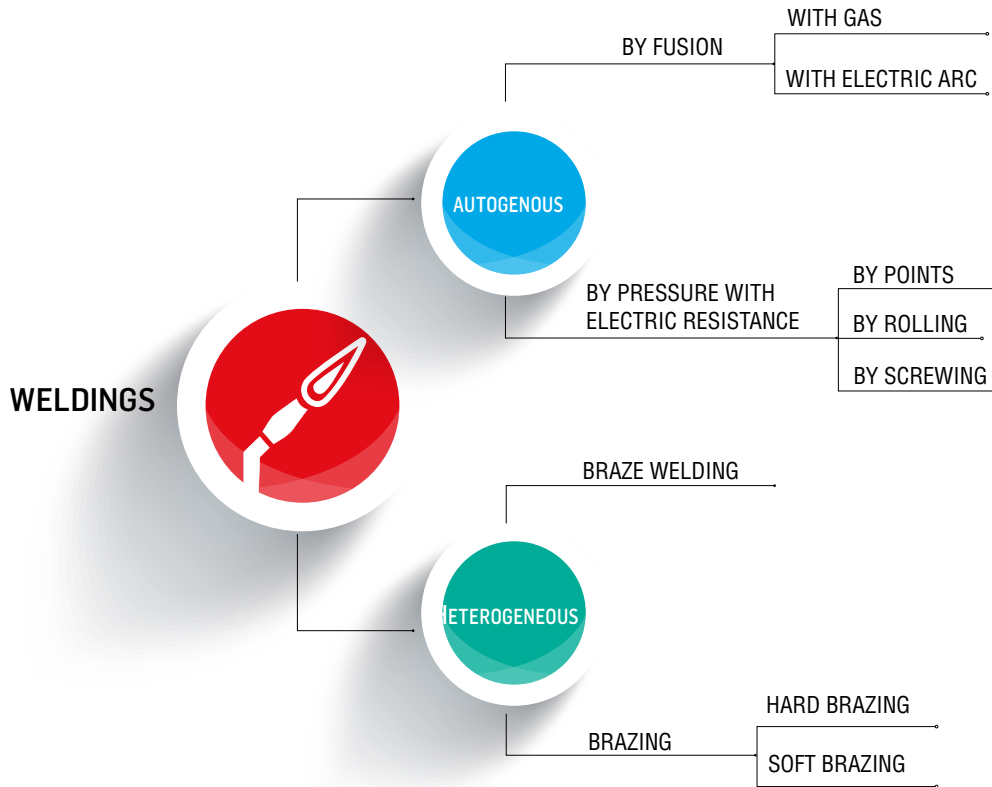 WITH GAS
BY FUSION
WITH ELECTRIC ARC
AUTOGENOUS
BY POINTS
BY PRESSURE WITH
ELECTRIC RESISTANCE
BY ROLLING
BY SCREWING
WELDINGS
BRAZE WELDING
HETEROGENEOUS
HARD BRAZING
BRAZING
SOFT BRAZING